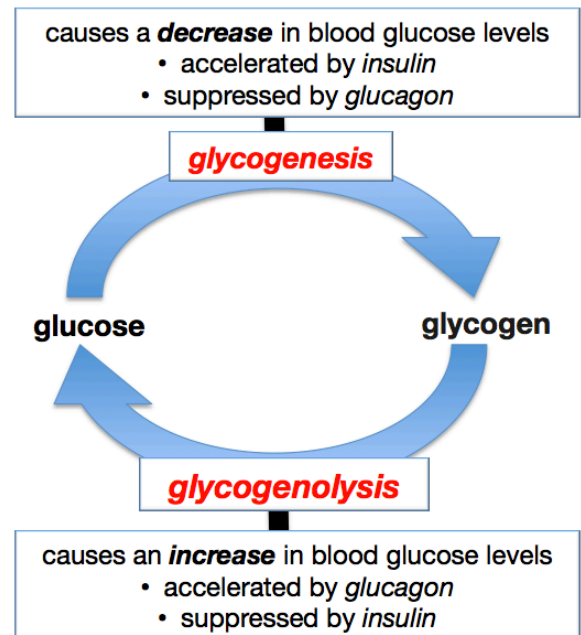 causes a decrease in blood glucose levels
• accelerated by insulin
• suppressed by glucagon
glycogenesis
glucose
glycogen
glycogenolysis
causes an increase in blood glucose levels
• accelerated by glucagon
• suppressed by insulin